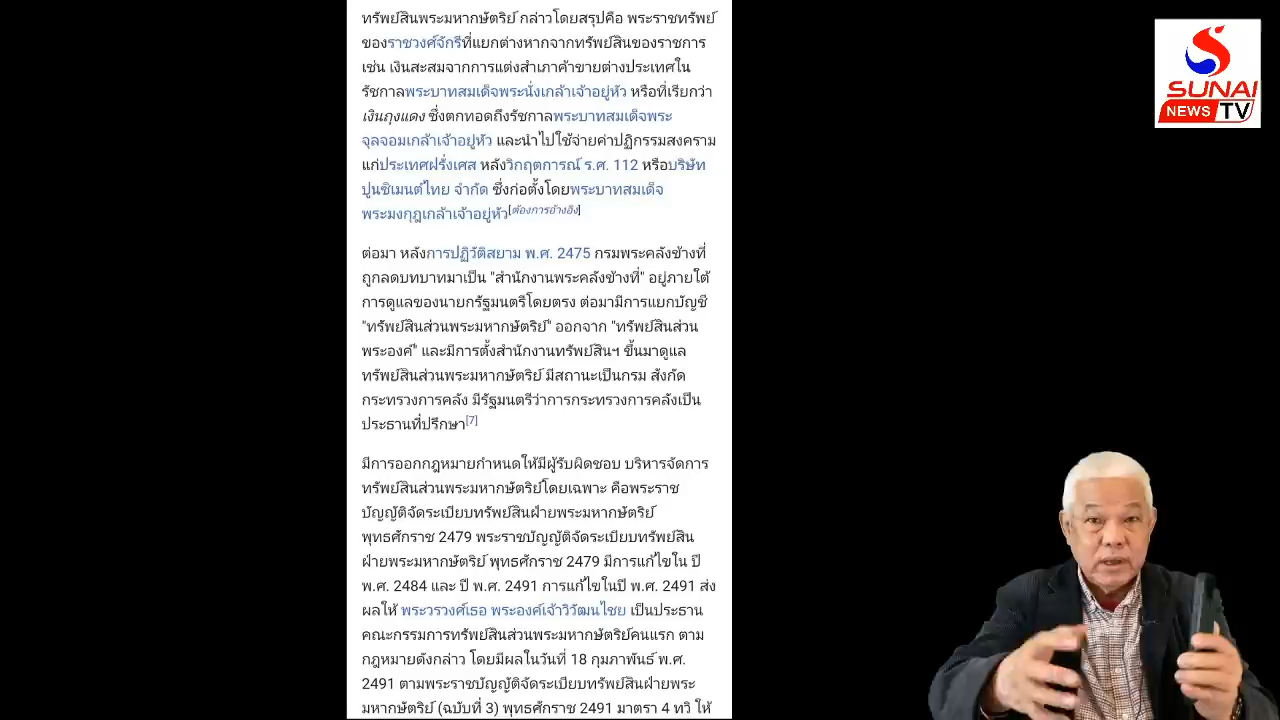 ทรัพย์สินพระมหากษัตริย์ กล่าวโดยสรุปคือ พระราชทรัพย์
ของราชวงศ์จักรีที่แยกต่างหากจากทรัพย์สินของราชการ
เช่น เงินสะสมจากการแต่งสำเภาค้าขายต่างประเทศใน
รัชกาลพระบาทสมเด็จพระนั่งเกล้าเจ้าอยู่หัว หรือที่เรียกว่า
เงินถุงแดง ซึ่งตกทอดถึงรัชกาลพระบาทสมเด็จพระ
จุลจอมเกล้าเจ้าอยู่หัว และนำไปใช้จ่ายค่าปฏิกรรมสงคราม
แก่ประเทศฝรั่งเศส หลังวิกฤตการณ์ ร.ศ. 112 หรือบริษัท
ปูนซิเมนต์ไทย จำกัด ซึ่งก่อตั้งโดยพระบาทสมเด็จ
พระมงกุฎเกล้าเจ้าอยู่หัว[ต้องการอ้างอิง]
ต่อมา หลังการปฏิวัติสยาม พ.ศ. 2475 กรมพระคลังข้างที่
ถูกลดบทบาทมาเป็น "สำนักงานพระคลังข้างที่" อยู่ภายใต้
การดูแลของนายกรัฐมนตรีโดยตรง ต่อมามีการแยกบัญชี
"ทรัพย์สินส่วนพระมหากษัตริย์" ออกจาก "ทรัพย์สินส่วน
พระองค์" และมีการตั้งสำนักงานทรัพย์สินฯ ขึ้นมาดูแล
ทรัพย์สินส่วนพระมหากษัตริย์ มีสถานะเป็นกรม สังกัด
กระทรวงการคลัง มีรัฐมนตรีว่าการกระทรวงการคลังเป็น
ประธานที่ปรึกษา[7]
มีการออกกฎหมายกำหนดให้มีผู้รับผิดชอบ บริหารจัดการ
ทรัพย์สินส่วนพระมหากษัตริย์โดยเฉพาะ คือพระราช
บัญญัติจัดระเบียบทรัพย์สินฝ่ายพระมหากษัตริย์
พุทธศักราช 2479 พระราชบัญญัติจัดระเบียบทรัพย์สิน
ฝ่ายพระมหากษัตริย์ พุทธศักราช 2479 มีการแก้ไขใน ปี
พ.ศ. 2484 และ ปี พ.ศ. 2491 การแก้ไขในปี พ.ศ. 2491 ส่ง
ผลให้ พระวรวงศ์เธอ พระองค์เจ้าวิวัฒนไชย เป็นประธาน
คณะกรรมการทรัพย์สินส่วนพระมหากษัตริย์คนแรก ตาม
กฎหมายดังกล่าว โดยมีผลในวันที่ 18 กุมภาพันธ์ พ.ศ.
2491 ตามพระราชบัญญัติจัดระเบียบทรัพย์สินฝ่ายพระ
มหากษัตริย์ (ฉบับที่ 3) พุทธศักราช 2491 มาตรา 4 ทวิ ให้
SUNAI
NEWS TV